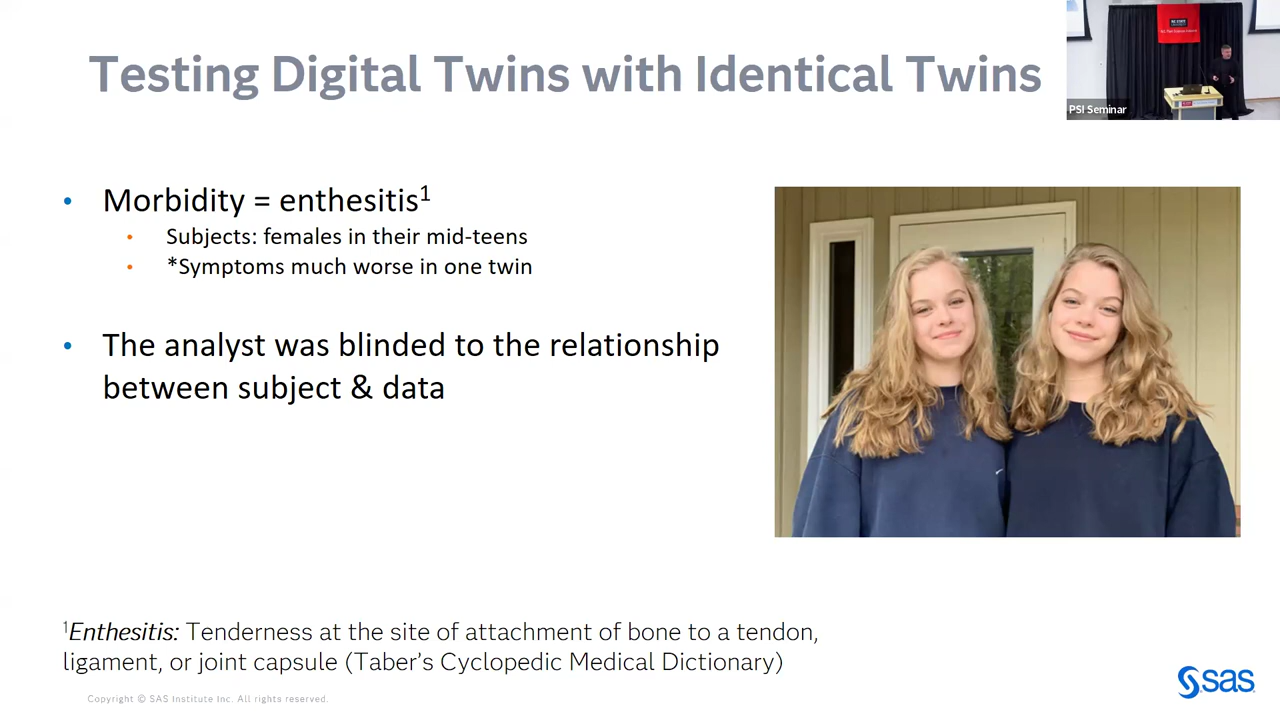 Testing Digital Twins with Identical Twins
PSI Seminar
• Morbidity = enthesitis¹
• Subjects: females in their mid-teens
• *Symptoms much worse in one twin
• The analyst was blinded to the relationship
between subject & data
¹Enthesitis: Tenderness at the site of attachment of bone to a tendon,
ligament, or joint capsule (Taber's Cyclopedic Medical Dictionary)
Copyright © SAS Institute Inc. All rights reserved.
sas